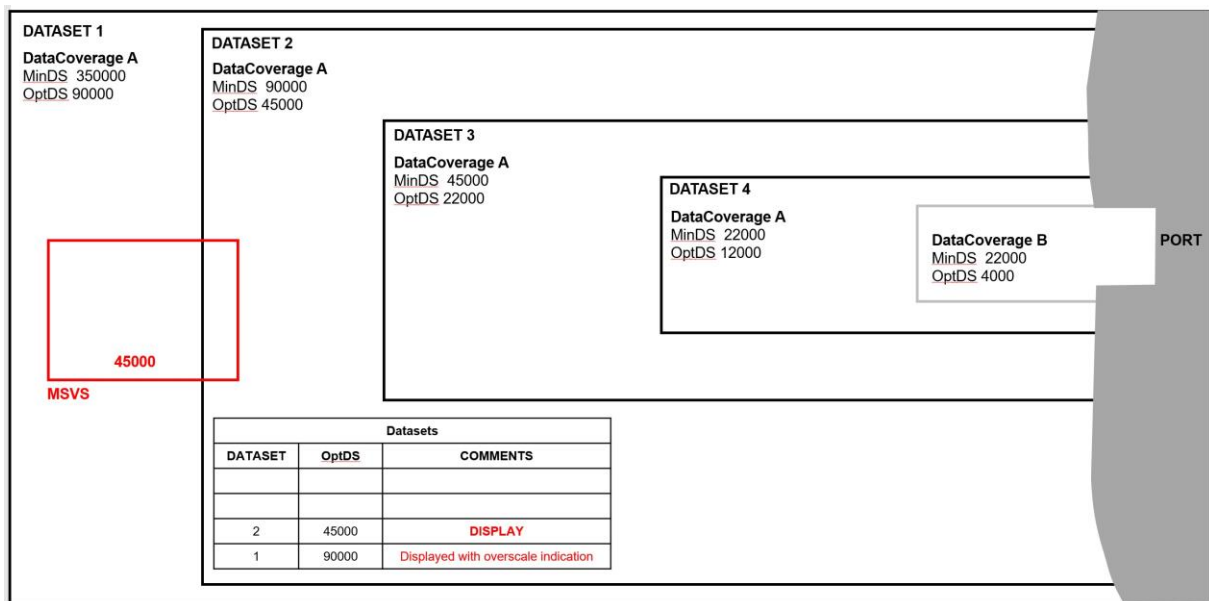 DATASET 1
DataCoverage A
MinDS 350000
OptDS 90000
DATASET 2
DataCoverage A
MinDS 90000
OptDS 45000
DATASET 3
DataCoverage A
MinDS 45000
OptDS 22000
DATASET 4
DataCoverage A
MinDS 22000
OptDS 12000
DataCoverage B
MinDS 22000
OptDS 4000
PORT
45000
MSVS
Datasets
DATASET OptDS COMMENTS
2 45000 DISPLAY
1 90000 Displayed with overscale indication